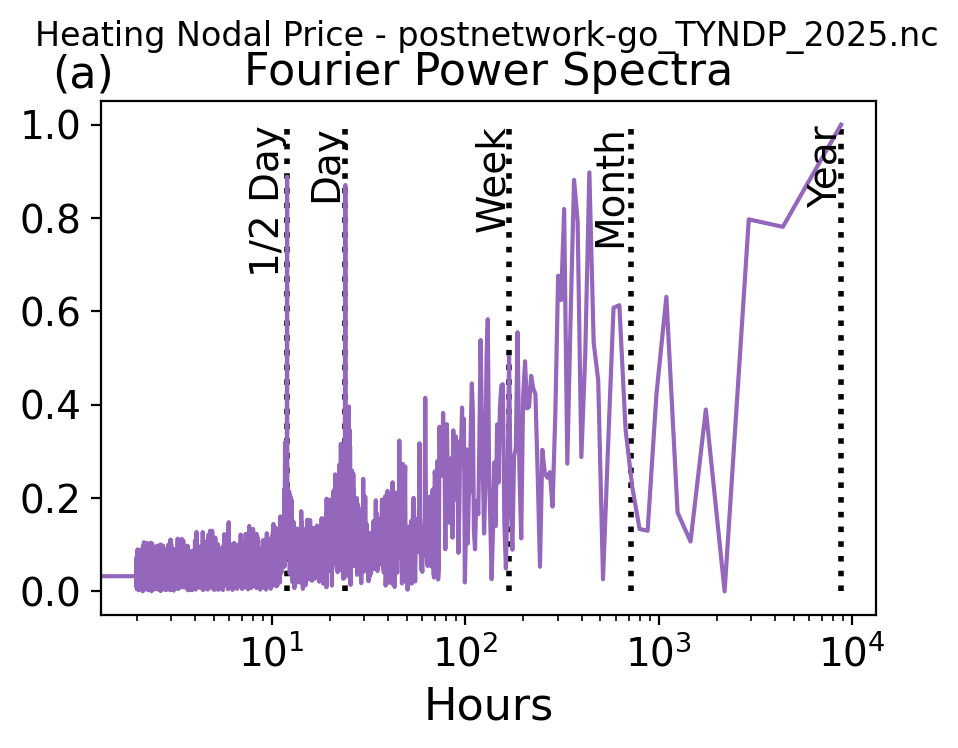 Heating Nodal Price - postnetwork-go_TYNDP_2025.nc
(a) Fourier Power Spectra
1.0
0.8
0.6
0.4
0.2
0.0
1/2 Day
Day
Week
Month
Year
10¹ 10² 10³ 10⁴
Hours